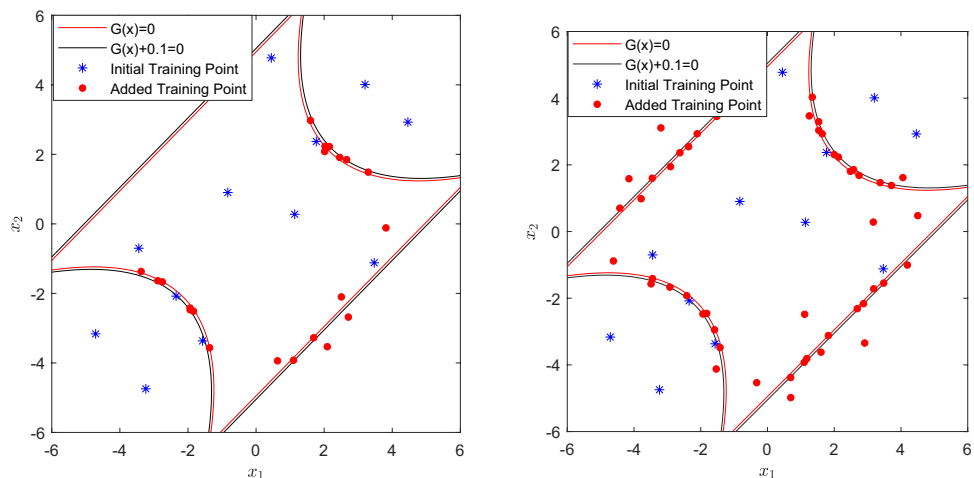 6
4
2
0
-2
-4
-6
x2
G(x)=0
G(x)+0.1=0
Initial Training Point
Added Training Point
-6 -4 -2 0 2 4 6
x1
6
4
2
0
-2
-4
-6
x2
G(x)=0
G(x)+0.1=0
Initial Training Point
Added Training Point
-6 -4 -2 0 2 4 6
x1